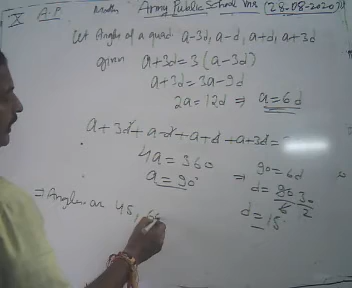 X A.P. Maths Army Public School (28-08-2020)
Let Angles of a quad a-3d, a-d, a+d, a+3d
given a+3d=3(a-3d)
a+3d=3a-9d
2a=12d ⇒ a=6d
a+3d+a-d+a+d+a+3d=
4a=360
a=90°
⇒ 90=6d
d=
d=15
⇒ Angles are 45,